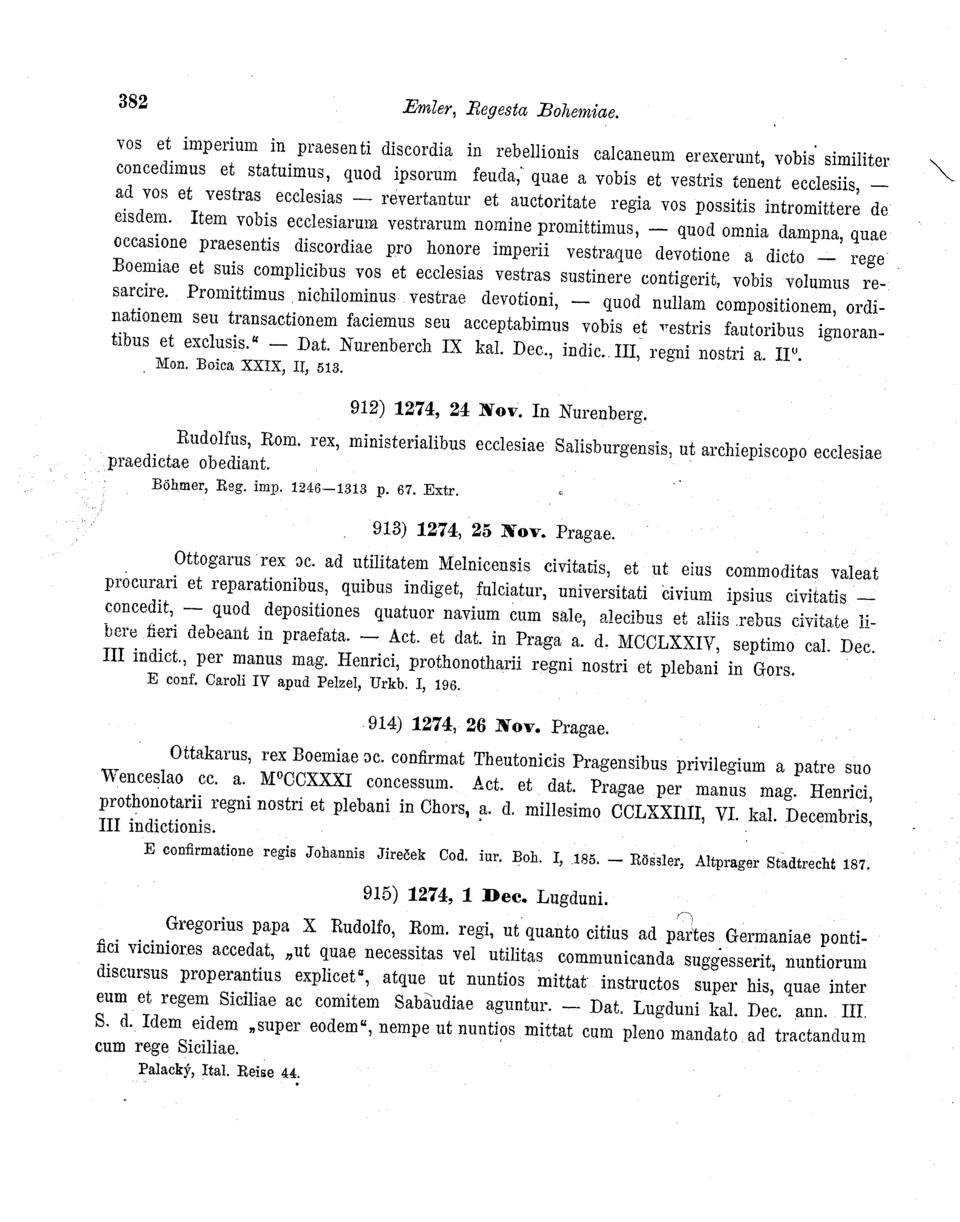 382
Emler, Regesta Bohemiae.
vos et imperium in praesenti discordia in rebellionis calcaneum erexerunt, vobis similiter
concedimus et statuimus, quod ipsorum feuda, quae a vobis et vestris tenent ecclesiis, —
ad vos et vestras ecclesias — revertantur et auctoritate regia vos possitis intromittere de
eisdem. Item vobis ecclesiarum vestrarum nomine promittimus, — quod omnia dampna, quae
occasione praesentis discordiae pro honore imperii vestraque devotione a dicto — rege
Boemiae et suis complicibus vos et ecclesias vestras sustinere contigerit, vobis volumus re-
sarcire. Promittimus nichilominus vestrae devotioni, — quod nullam compositionem, ordi-
nationem seu transactionem faciemus seu acceptabimus vobis et vestris fautoribus ignoran-
tibus et exclusis.“ — Dat. Nurenberch IX kal. Dec., indic. III, regni nostri a. IIº.
Mon. Boica XXIX, II, 513.
912) 1274, 24 Nov. In Nurenberg.
Rudolfus, Rom. rex, ministerialibus ecclesiae Salisburgensis, ut archiepiscopo ecclesiae
praedictae obediant.
Böhmer, Reg. imp. 1246—1313 p. 67. Extr.
913) 1274, 25 Nov. Pragae.
Ottogarus rex ɔc. ad utilitatem Melnicensis civitatis, et ut eius commoditas valeat
procurari et reparationibus, quibus indiget, fulciatur, universitati civium ipsius civitatis —
concedit, — quod depositiones quatuor navium cum sale, alecibus et aliis rebus civitate li-
bere fieri debeant in praefata. — Act. et dat. in Praga a. d. MCCLXXIV, septimo cal. Dec.
III indict., per manus mag. Henrici, prothonotharii regni nostri et plebani in Gors.
E conf. Caroli IV apud Pelzel, Urkb. I, 196.
914) 1274, 26 Nov. Pragae.
Ottakarus, rex Boemiae ɔc. confirmat Theutonicis Pragensibus privilegium a patre suo
Wenceslao cc. a. MºCCXXXI concessum. Act. et dat. Pragae per manus mag. Henrici,
prothonotarii regni nostri et plebani in Chors, a. d. millesimo CCLXXIIII, VI. kal. Decembris,
III indictionis.
E confirmatione regis Johannis Jireček Cod. iur. Boh. I, 185. — Rössler, Altprager Stadtrecht 187.
915) 1274, 1 Dec. Lugduni.
Gregorius papa X Rudolfo, Rom. regi, ut quanto citius ad partes Germaniae ponti-
fici viciniores accedat, „ut quae necessitas vel utilitas communicanda suggesserit, nuntiorum
discursus properantius explicet“, atque ut nuntios mittat instructos super his, quae inter
eum et regem Siciliae ac comitem Sabaudiae aguntur. — Dat. Lugduni kal. Dec. ann. III.
S. d. Idem eidem „super eodem“, nempe ut nuntios mittat cum pleno mandato ad tractandum
cum rege Siciliae.
Palacký, Ital. Reise 44.